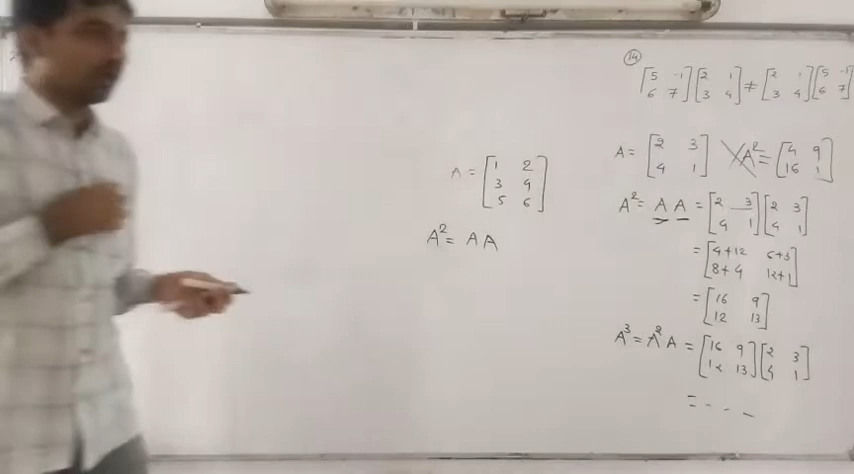 A = [1 2
3 4
5 6]
A² = A A
(14)
[5 -1 [2 1 ≠ [2 1 [5 -1
6 7] 3 4] 3 4] 6 7]
A = [2 3 A² = [4 9
4 1] 16 1]
A² = A A = [2 3 [2 3
4 1] 4 1]
= [4+12 6+3
8+4 12+1]
= [16 9
12 13]
A³ = A² A = [16 9 [2 3
12 13] 4 1]
= - - -